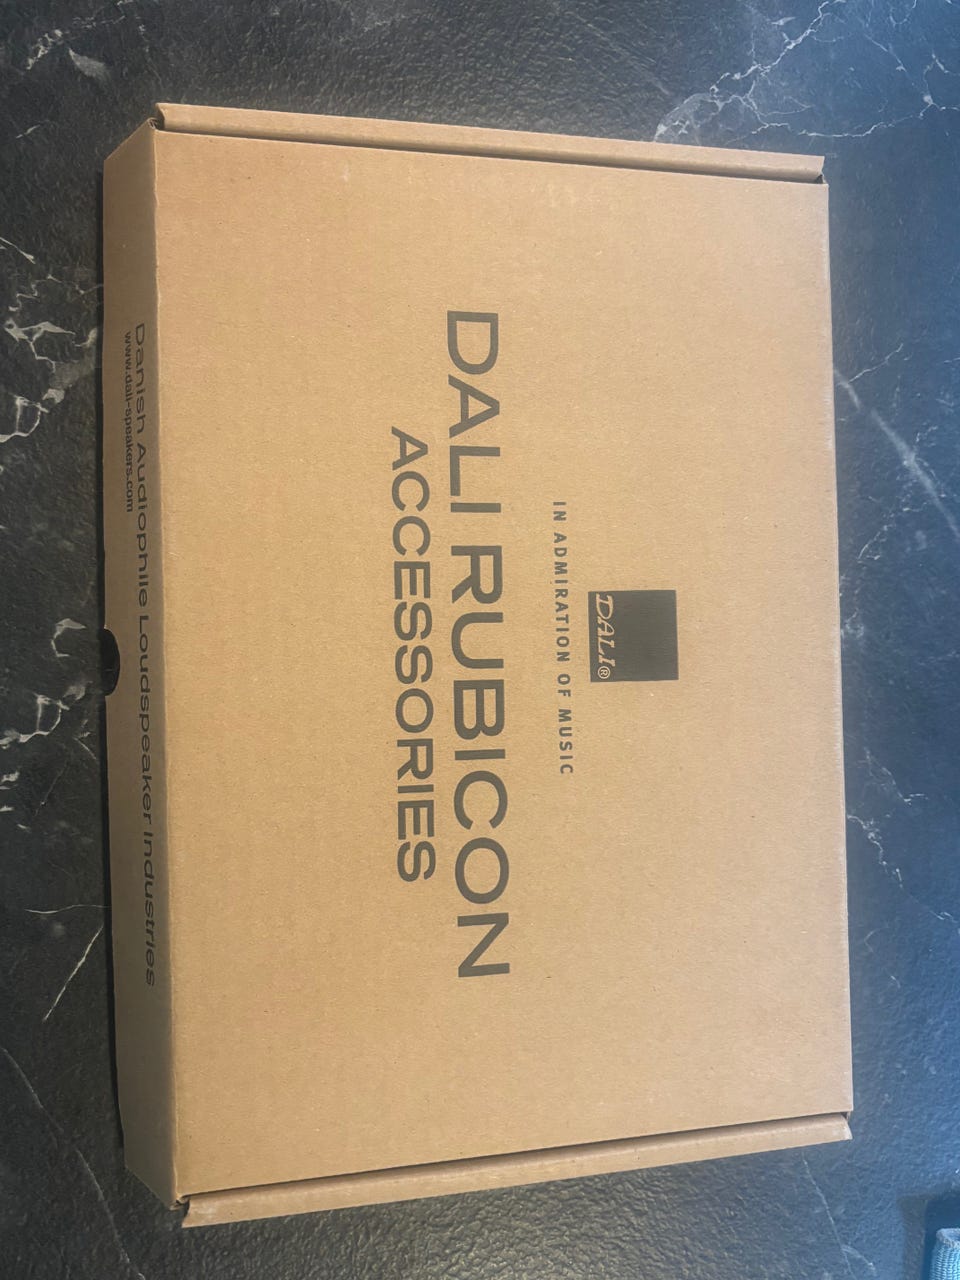 DALI®
IN ADMIRATION OF MUSIC
DALI RUBICON
ACCESSORIES
Danish Audiophile Loudspeaker Industries
www.dali-speakers.com